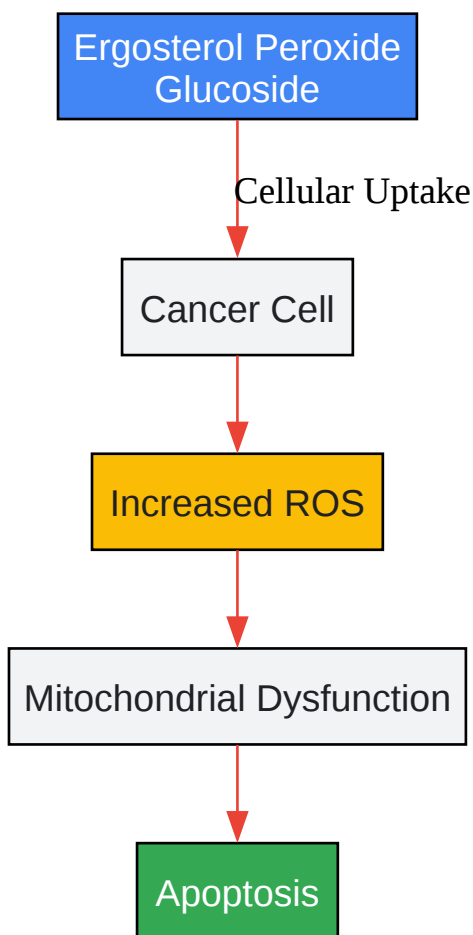 Ergosterol Peroxide
Glucoside
Cellular Uptake
Cancer Cell
Increased ROS
Mitochondrial Dysfunction
Apoptosis